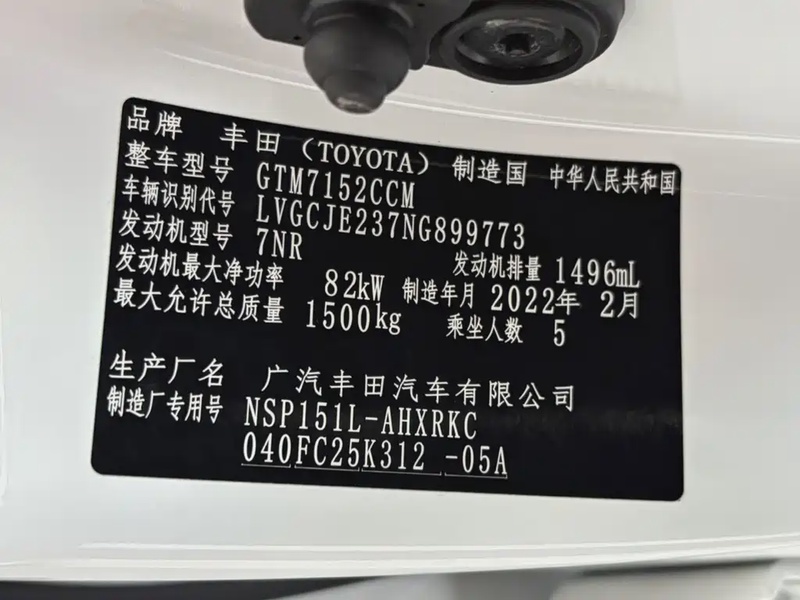 品牌 丰田（TOYOTA） 制造国 中华人民共和国
整车型号 GTM7152CCM
车辆识别代号 LVGCJE237NG899773
发动机型号 7NR 发动机排量 1496mL
发动机最大净功率 82kW 制造年月 2022年 2月
最大允许总质量 1500kg 乘坐人数 5
生产厂名 广汽丰田汽车有限公司
制造厂专用号 NSP151L-AHXRKC
040FC25K312 -05A